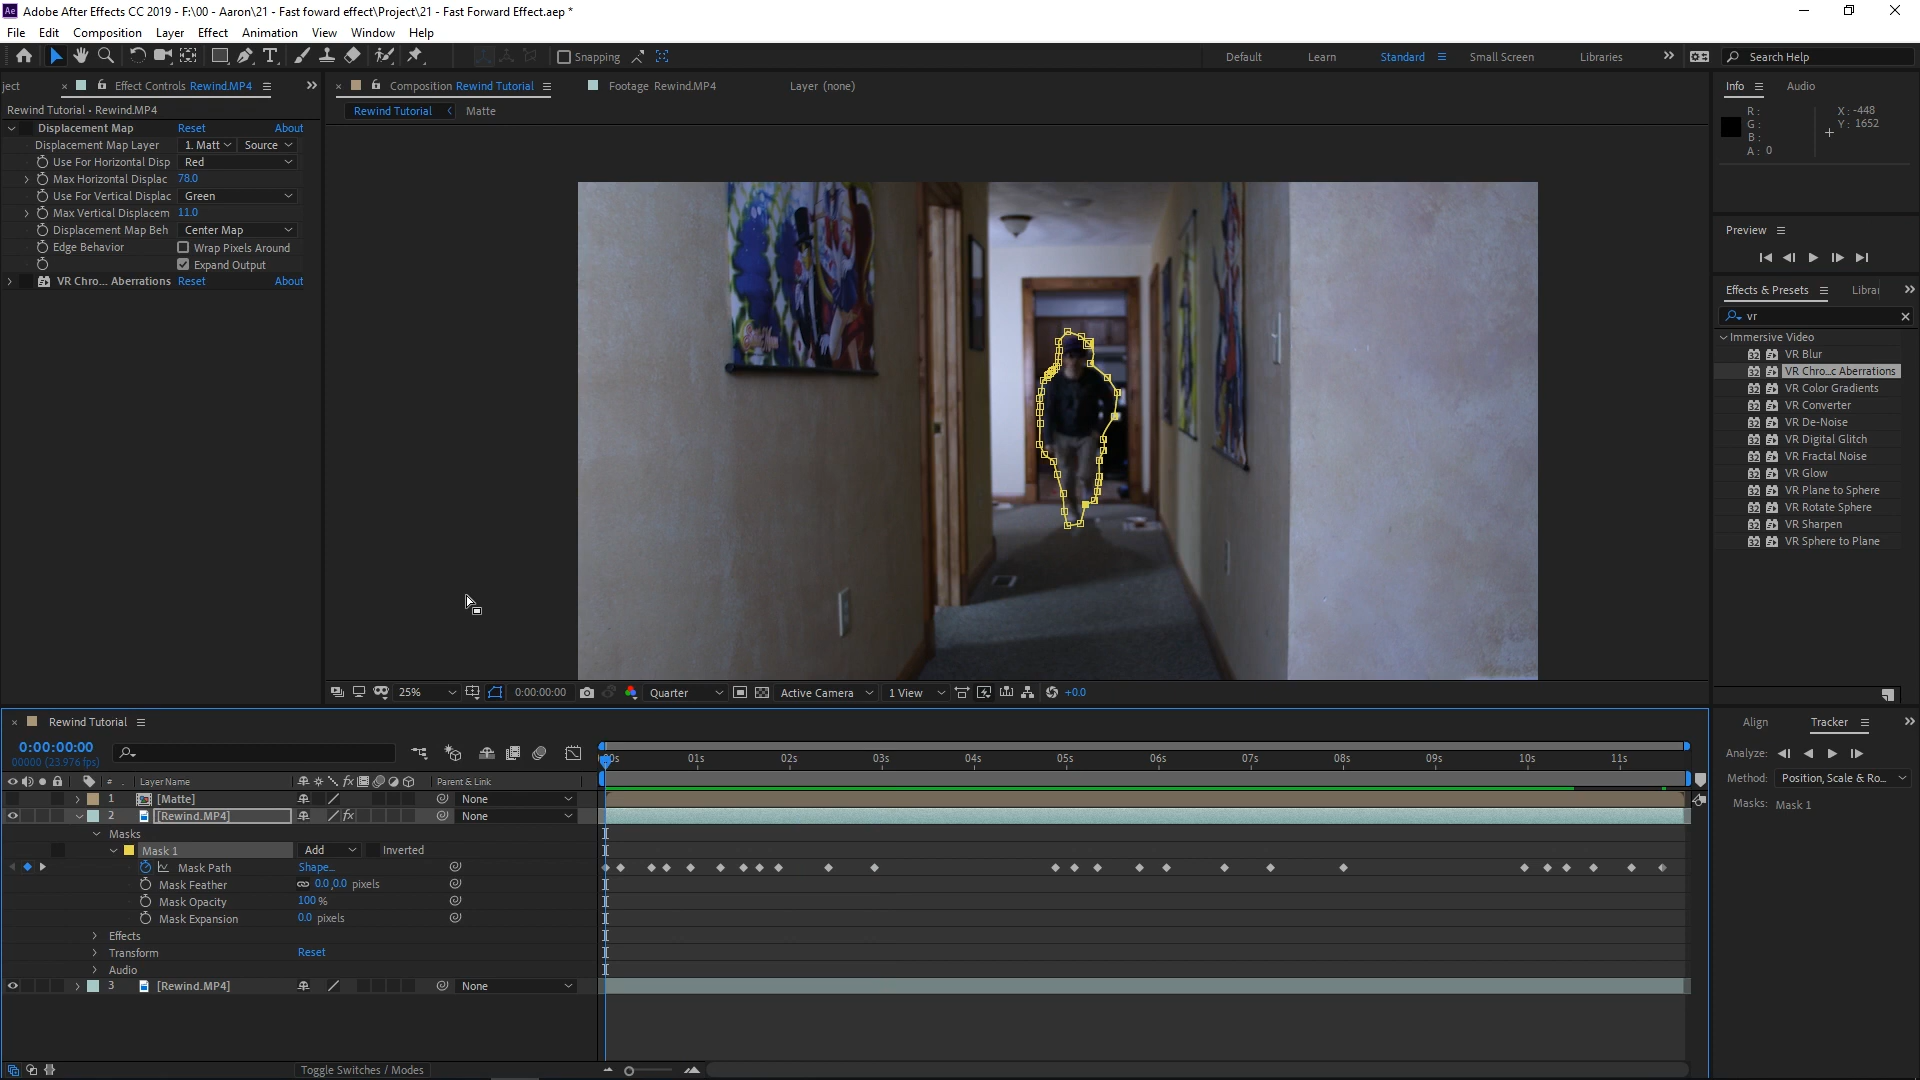 Adobe After Effects CC 2019 - F:\00 - Aaron\21 - Fast foward effect\Project\21 - Fast Forward Effect.aep *
File Edit Composition Layer Effect Animation View Window Help
Snapping Default Learn Standard Small Screen Libraries Search Help
ject Effect Controls Rewind.MP4 Composition Rewind Tutorial Footage Rewind.MP4 Layer (none) Info Audio
Rewind Tutorial • Rewind.MP4
Rewind Tutorial Matte
Displacement Map Reset About
Displacement Map Layer 1. Matt Source
Use For Horizontal Disp Red
Max Horizontal Displac 78.0
Use For Vertical Displac Green
Max Vertical Displacem 11.0
Displacement Map Beh Center Map
Edge Behavior Wrap Pixels Around
Expand Output
VR Chro... Aberrations Reset About
R:
G:
B:
A: 0
X: -448
Y: 1652
Preview
Effects & Presets Librar
vr
Immersive Video
VR Blur
VR Chro...c Aberrations
VR Color Gradients
VR Converter
VR De-Noise
VR Digital Glitch
VR Fractal Noise
VR Glow
VR Plane to Sphere
VR Rotate Sphere
VR Sharpen
VR Sphere to Plane
25% 0:00:00:00 Quarter Active Camera 1 View +0.0
Rewind Tutorial
0:00:00:00
00000 (23.976 fps)
00s 01s 02s 03s 04s 05s 06s 07s 08s 09s 10s 11s
# Layer Name Parent & Link
1 [Matte] None
2 [Rewind.MP4] None
Masks
Mask 1 Add Inverted
Mask Path Shape...
Mask Feather 0.0,0.0 pixels
Mask Opacity 100 %
Mask Expansion 0.0 pixels
Effects
Transform Reset
Audio
3 [Rewind.MP4] None
Toggle Switches / Modes
Align Tracker
Analyze:
Method: Position, Scale & Ro...
Masks: Mask 1